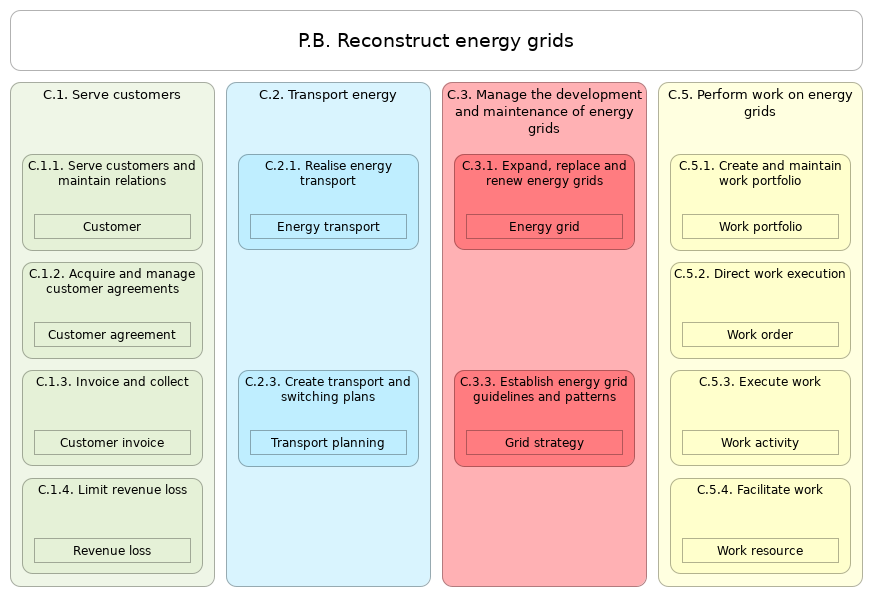 P.B. Reconstruct energy grids
C.1. Serve customers
C.1.1. Serve customers and
maintain relations
Customer
C.1.2. Acquire and manage
customer agreements
Customer agreement
C.1.3. Invoice and collect
Customer invoice
C.1.4. Limit revenue loss
Revenue loss
C.2. Transport energy
C.2.1. Realise energy
transport
Energy transport
C.2.3. Create transport and
switching plans
Transport planning
C.3. Manage the development
and maintenance of energy
grids
C.3.1. Expand, replace and
renew energy grids
Energy grid
C.3.3. Establish energy grid
guidelines and patterns
Grid strategy
C.5. Perform work on energy
grids
C.5.1. Create and maintain
work portfolio
Work portfolio
C.5.2. Direct work execution
Work order
C.5.3. Execute work
Work activity
C.5.4. Facilitate work
Work resource